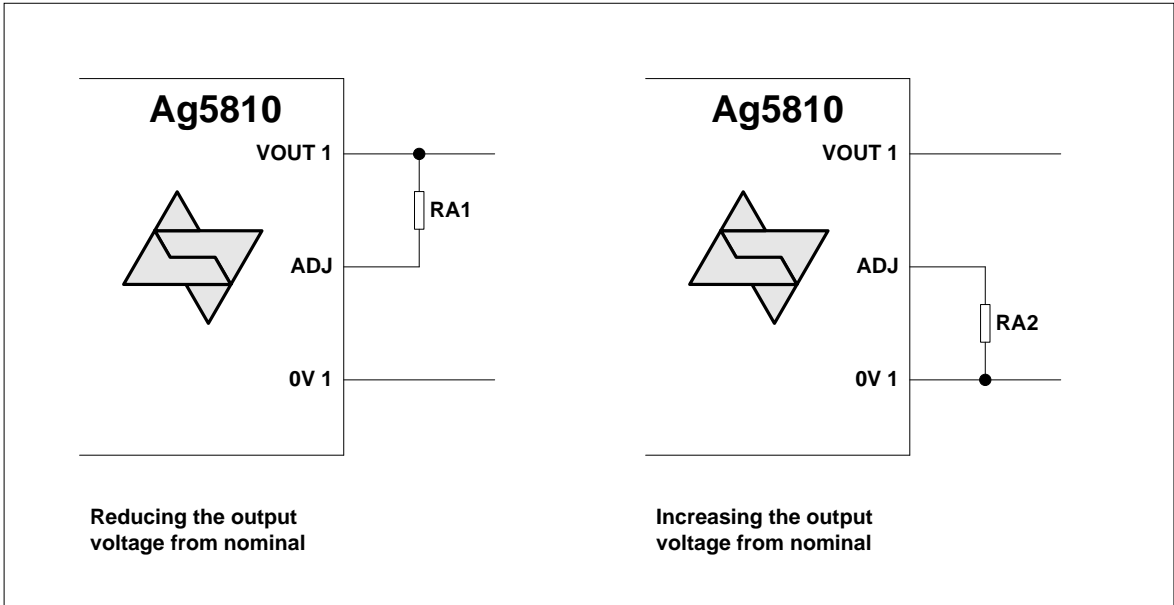 Ag5810
VOUT 1
RA1
ADJ
0V 1
Reducing the output
voltage from nominal
Ag5810
VOUT 1
ADJ
RA2
0V 1
Increasing the output
voltage from nominal